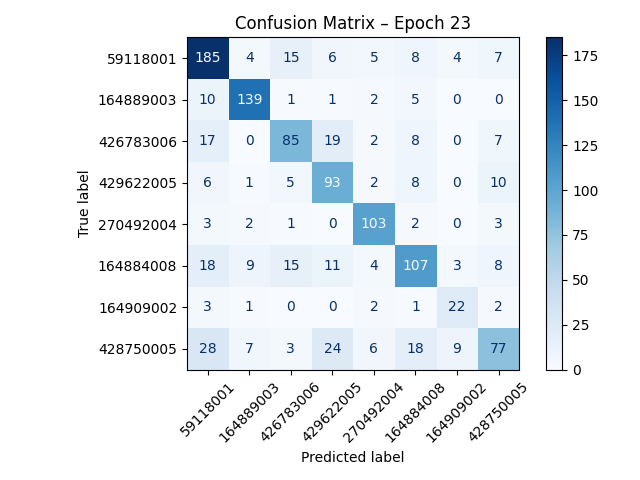 Confusion Matrix – Epoch 23
True label
59118001 185 4 15 6 5 8 4 7
164889003 10 139 1 1 2 5 0 0
426783006 17 0 85 19 2 8 0 7
429622005 6 1 5 93 2 8 0 10
270492004 3 2 1 0 103 2 0 3
164884008 18 9 15 11 4 107 3 8
164909002 3 1 0 0 2 1 22 2
428750005 28 7 3 24 6 18 9 77
59118001 164889003 426783006 429622005 270492004 164884008 164909002 428750005
Predicted label
175
150
125
100
75
50
25
0